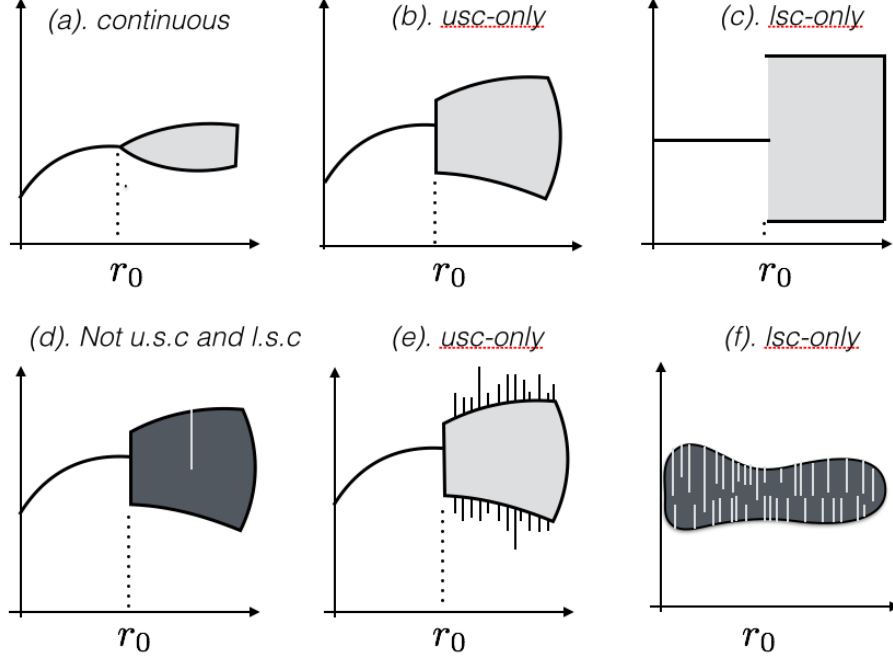 (a). continuous
(b). usc-only
(c). lsc-only
r₀
r₀
r₀
(d). Not u.s.c and l.s.c
(e). usc-only
(f). lsc-only
r₀
r₀
r₀